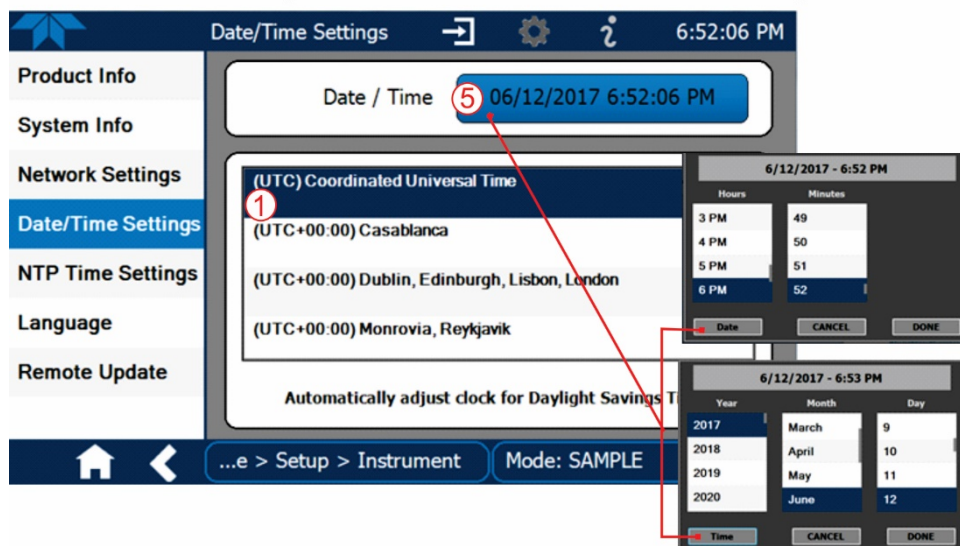 Date/Time Settings 6:52:06 PM
Product Info
System Info
Network Settings
Date/Time Settings
NTP Time Settings
Language
Remote Update
Date / Time 5 06/12/2017 6:52:06 PM
(UTC) Coordinated Universal Time
1
(UTC+00:00) Casablanca
(UTC+00:00) Dublin, Edinburgh, Lisbon, London
(UTC+00:00) Monrovia, Reykjavik
Automatically adjust clock for Daylight Savings T
...e > Setup > Instrument Mode: SAMPLE
6/12/2017 - 6:52 PM
Hours Minutes
3 PM 49
4 PM 50
5 PM 51
6 PM 52
Date CANCEL DONE
6/12/2017 - 6:53 PM
Year Month Day
2017 March 9
2018 April 10
2019 May 11
2020 June 12
Time CANCEL DONE